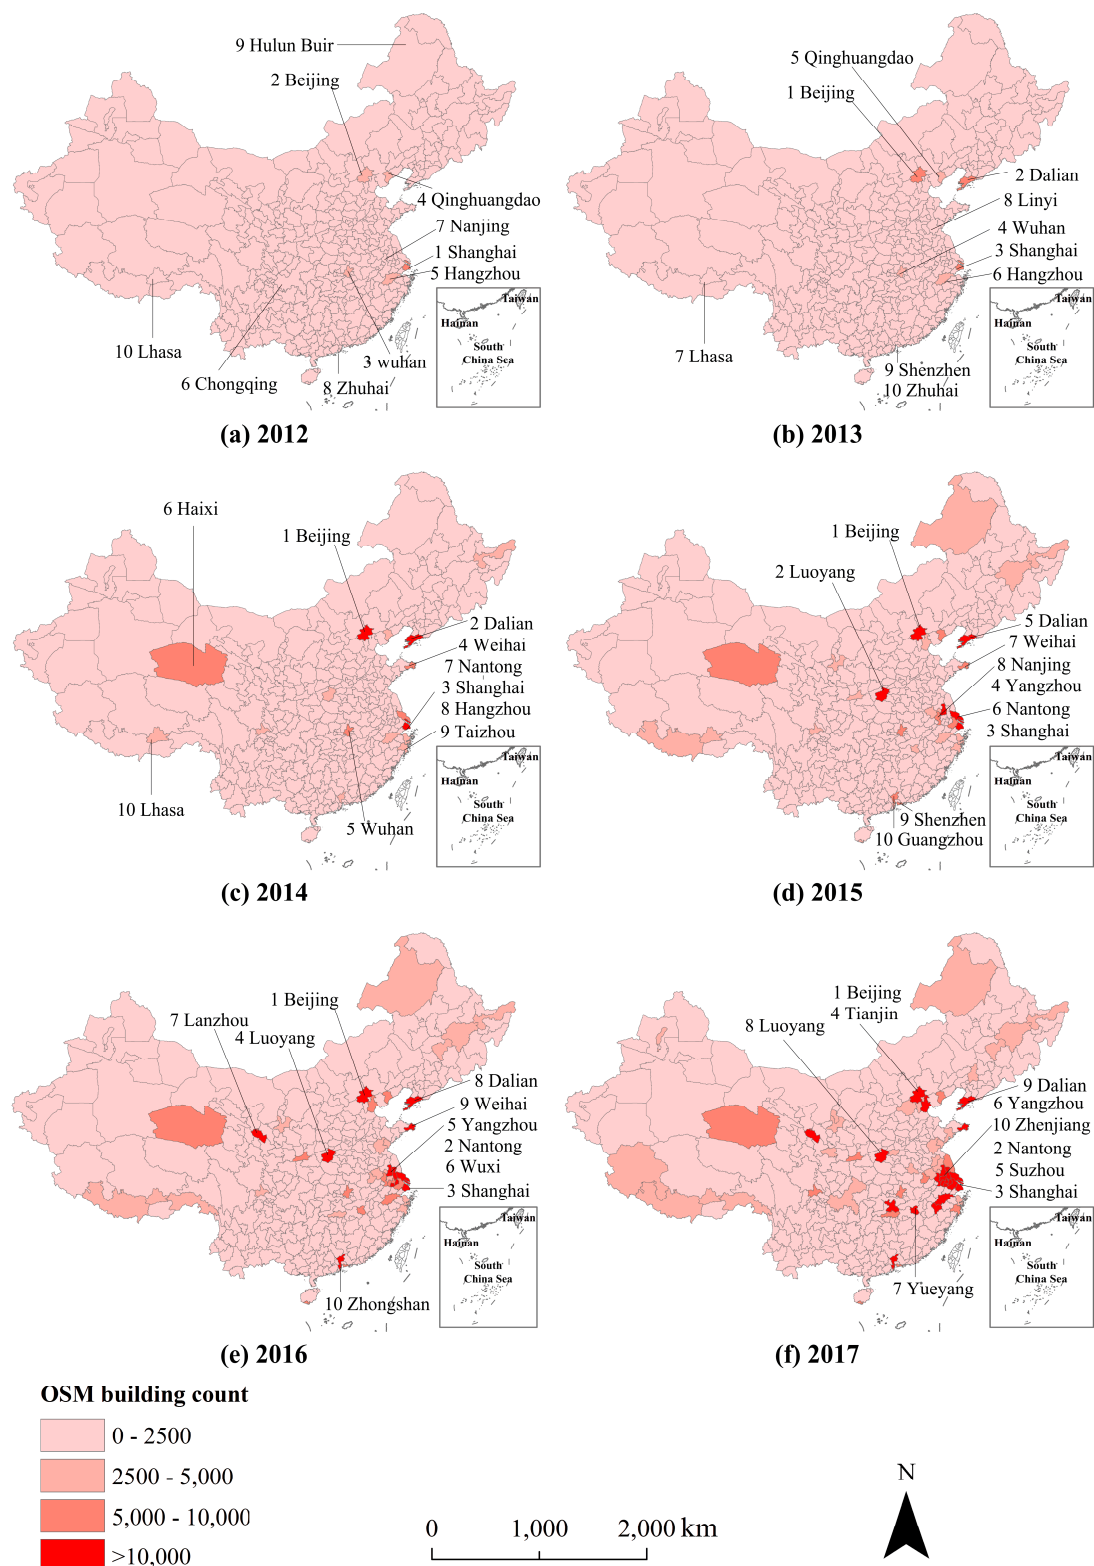 9 Hulun Buir
2 Beijing
4 Qinghuangdao
7 Nanjing
1 Shanghai
5 Hangzhou
10 Lhasa
6 Chongqing
3 wuhan
8 Zhuhai
Taiwan
Hainan
South
China Sea
(a) 2012
5 Qinghuangdao
1 Beijing
2 Dalian
8 Linyi
4 Wuhan
3 Shanghai
6 Hangzhou
7 Lhasa
9 Shenzhen
10 Zhuhai
Taiwan
Hainan
South
China Sea
(b) 2013
6 Haixi
1 Beijing
2 Dalian
4 Weihai
7 Nantong
3 Shanghai
8 Hangzhou
9 Taizhou
10 Lhasa
5 Wuhan
Taiwan
Hainan
South
China Sea
(c) 2014
1 Beijing
2 Luoyang
5 Dalian
7 Weihai
8 Nanjing
4 Yangzhou
6 Nantong
3 Shanghai
9 Shenzhen
10 Guangzhou
Taiwan
Hainan
South
China Sea
(d) 2015
1 Beijing
7 Lanzhou
4 Luoyang
8 Dalian
9 Weihai
5 Yangzhou
2 Nantong
6 Wuxi
3 Shanghai
10 Zhongshan
Taiwan
Hainan
South
China Sea
(e) 2016
1 Beijing
4 Tianjin
8 Luoyang
9 Dalian
6 Yangzhou
10 Zhenjiang
2 Nantong
5 Suzhou
3 Shanghai
7 Yueyang
Taiwan
Hainan
South
China Sea
(f) 2017
OSM building count
0 - 2500
2500 - 5,000
5,000 - 10,000
>10,000
0 1,000 2,000 km
N